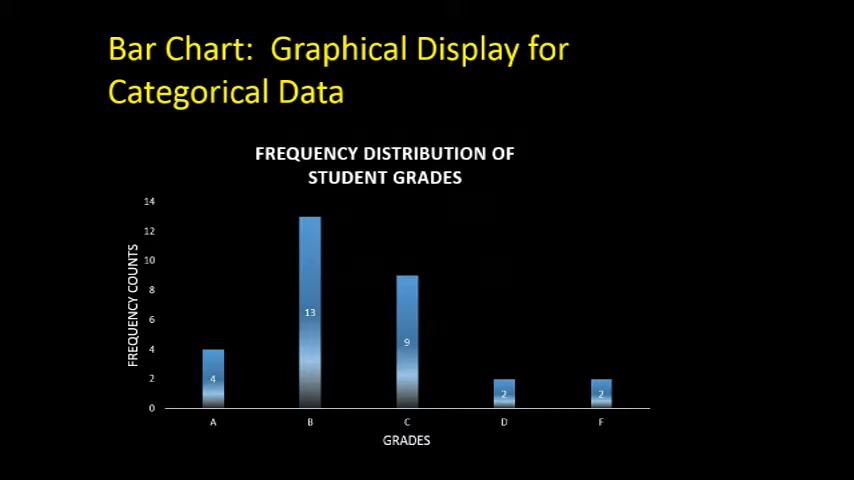 Bar Chart:  Graphical Display for
Categorical Data
FREQUENCY DISTRIBUTION OF
STUDENT GRADES
FREQUENCY COUNTS
14
12
10
8
6
4
2
0
4
13
9
2
2
A B C D F
GRADES